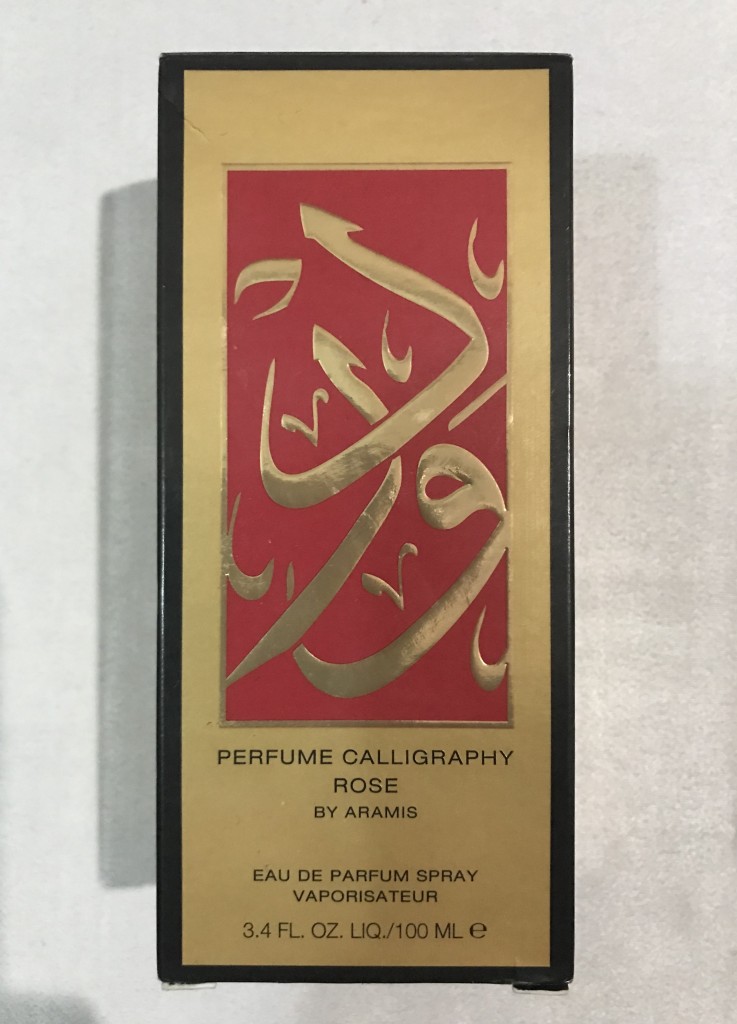 ورد
PERFUME CALLIGRAPHY
ROSE
BY ARAMIS
EAU DE PARFUM SPRAY
VAPORISATEUR
3.4 FL. OZ. LIQ./100 ML ℮